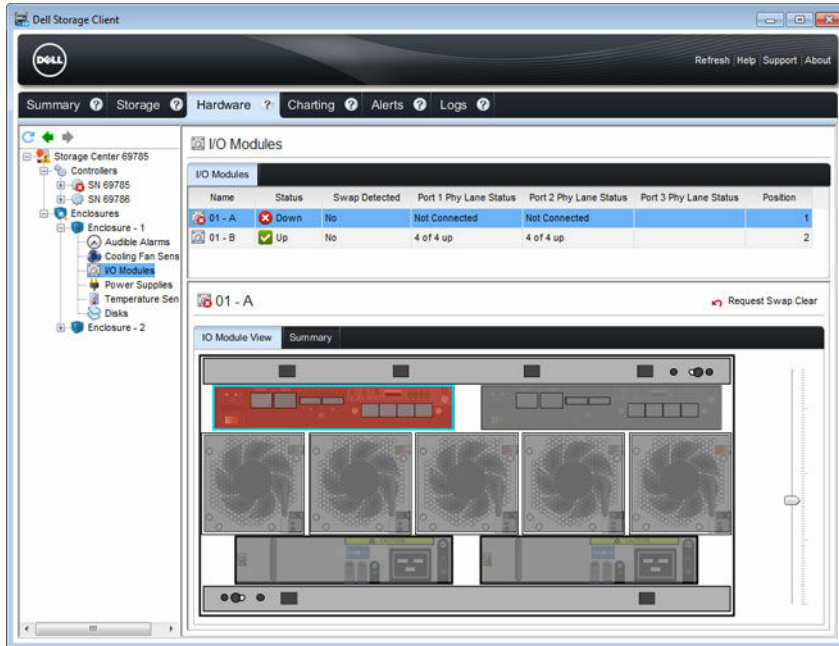 Dell Storage Client
DELL
Refresh | Help | Support | About
Summary ? Storage ? Hardware ? Charting ? Alerts ? Logs ?
Storage Center 69785
Controllers
SN 69785
SN 69786
Enclosures
Enclosure - 1
Audible Alarms
Cooling Fan Sens
I/O Modules
Power Supplies
Temperature Sen
Disks
Enclosure - 2
I/O Modules
I/O Modules
Name Status Swap Detected Port 1 Phy Lane Status Port 2 Phy Lane Status Port 3 Phy Lane Status Position
01 - A Down No Not Connected Not Connected 1
01 - B Up No 4 of 4 up 4 of 4 up 2
01 - A
Request Swap Clear
IO Module View Summary